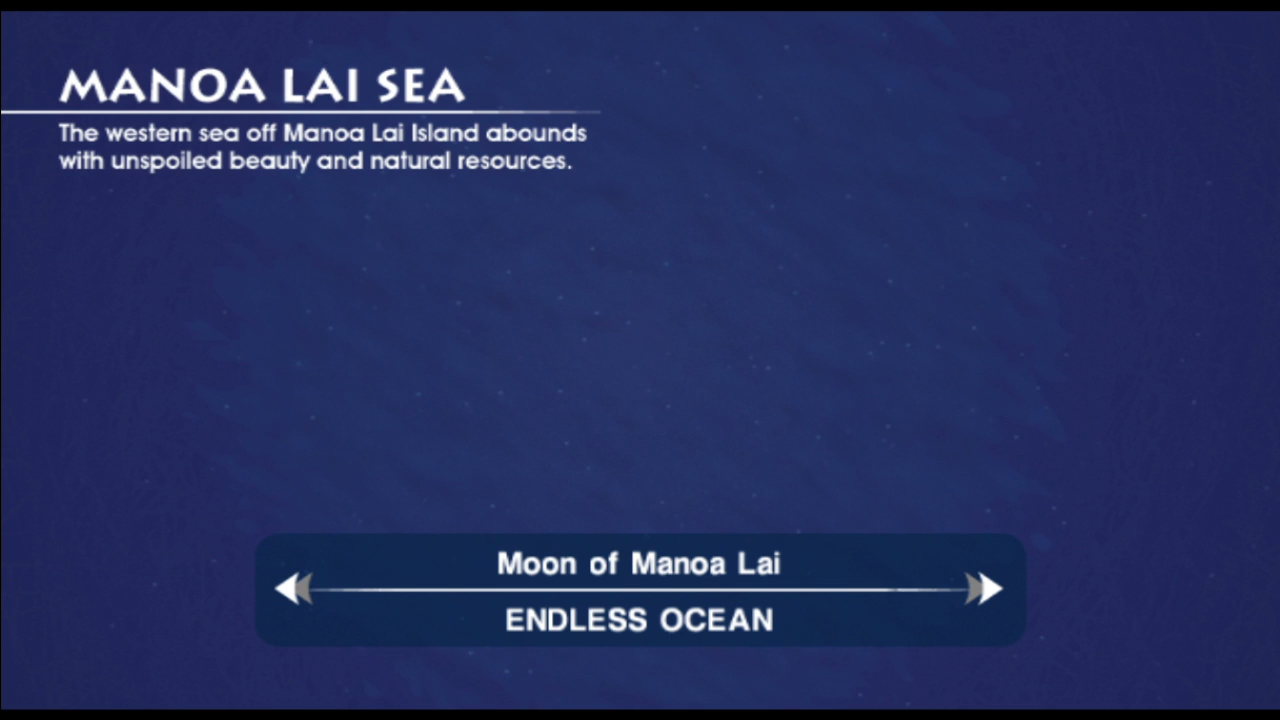 MANOA LAI SEA
The western sea off Manoa Lai Island abounds
with unspoiled beauty and natural resources.
Moon of Manoa Lai
ENDLESS OCEAN